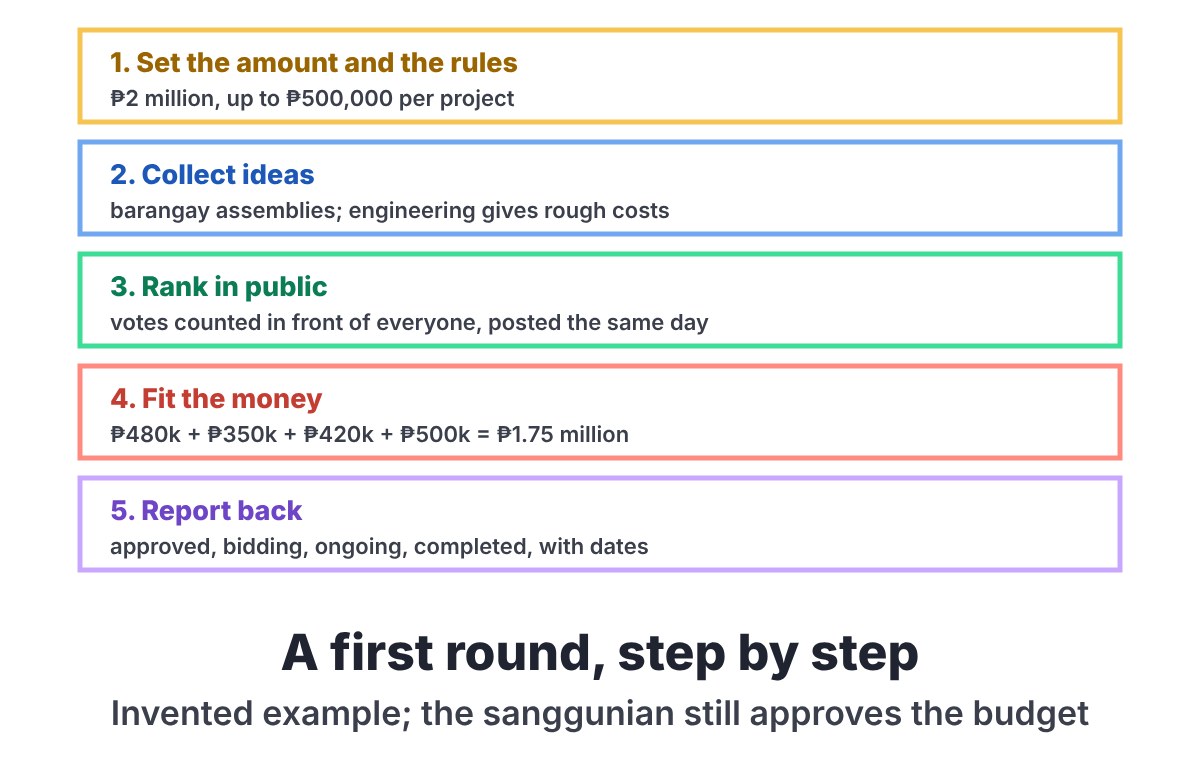 1. Set the amount and the rules
₱2 million, up to ₱500,000 per project
2. Collect ideas
barangay assemblies; engineering gives rough costs
3. Rank in public
votes counted in front of everyone, posted the same day
4. Fit the money
₱480k + ₱350k + ₱420k + ₱500k = ₱1.75 million
5. Report back
approved, bidding, ongoing, completed, with dates
A first round, step by step
Invented example; the sanggunian still approves the budget